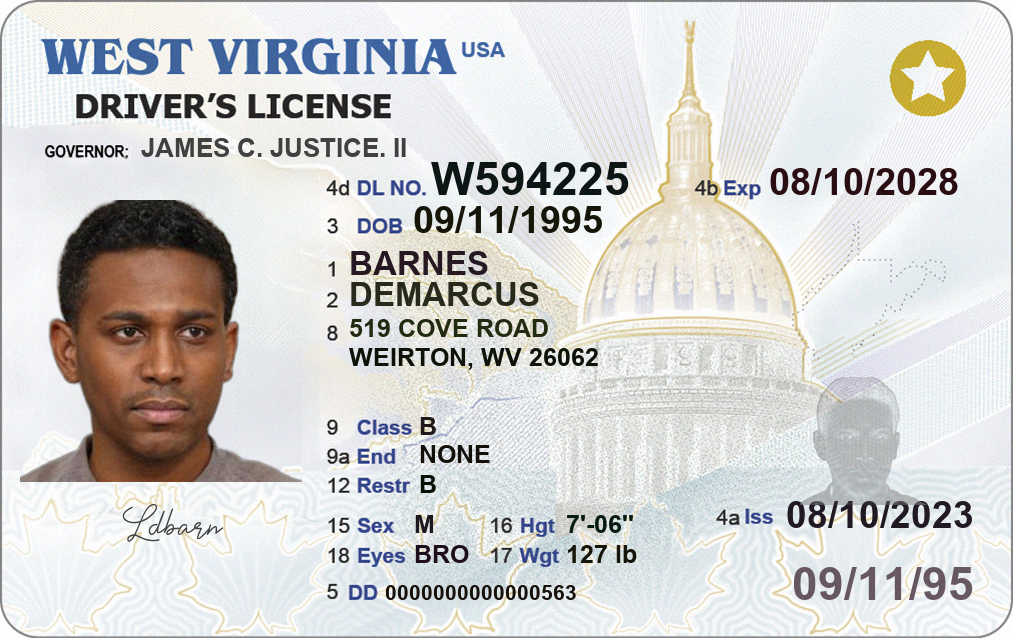 WEST VIRGINIA USA
DRIVER'S LICENSE
GOVERNOR: JAMES C. JUSTICE. II
4d DL NO. W594225 4b Exp 08/10/2028
3 DOB 09/11/1995
1 BARNES
2 DEMARCUS
8 519 COVE ROAD
WEIRTON, WV 26062
9 Class B
9a End NONE
12 Restr B
15 Sex M 16 Hgt 7'-06" 4a Iss 08/10/2023
18 Eyes BRO 17 Wgt 127 lb
5 DD 0000000000000563 09/11/95
Ldbarn